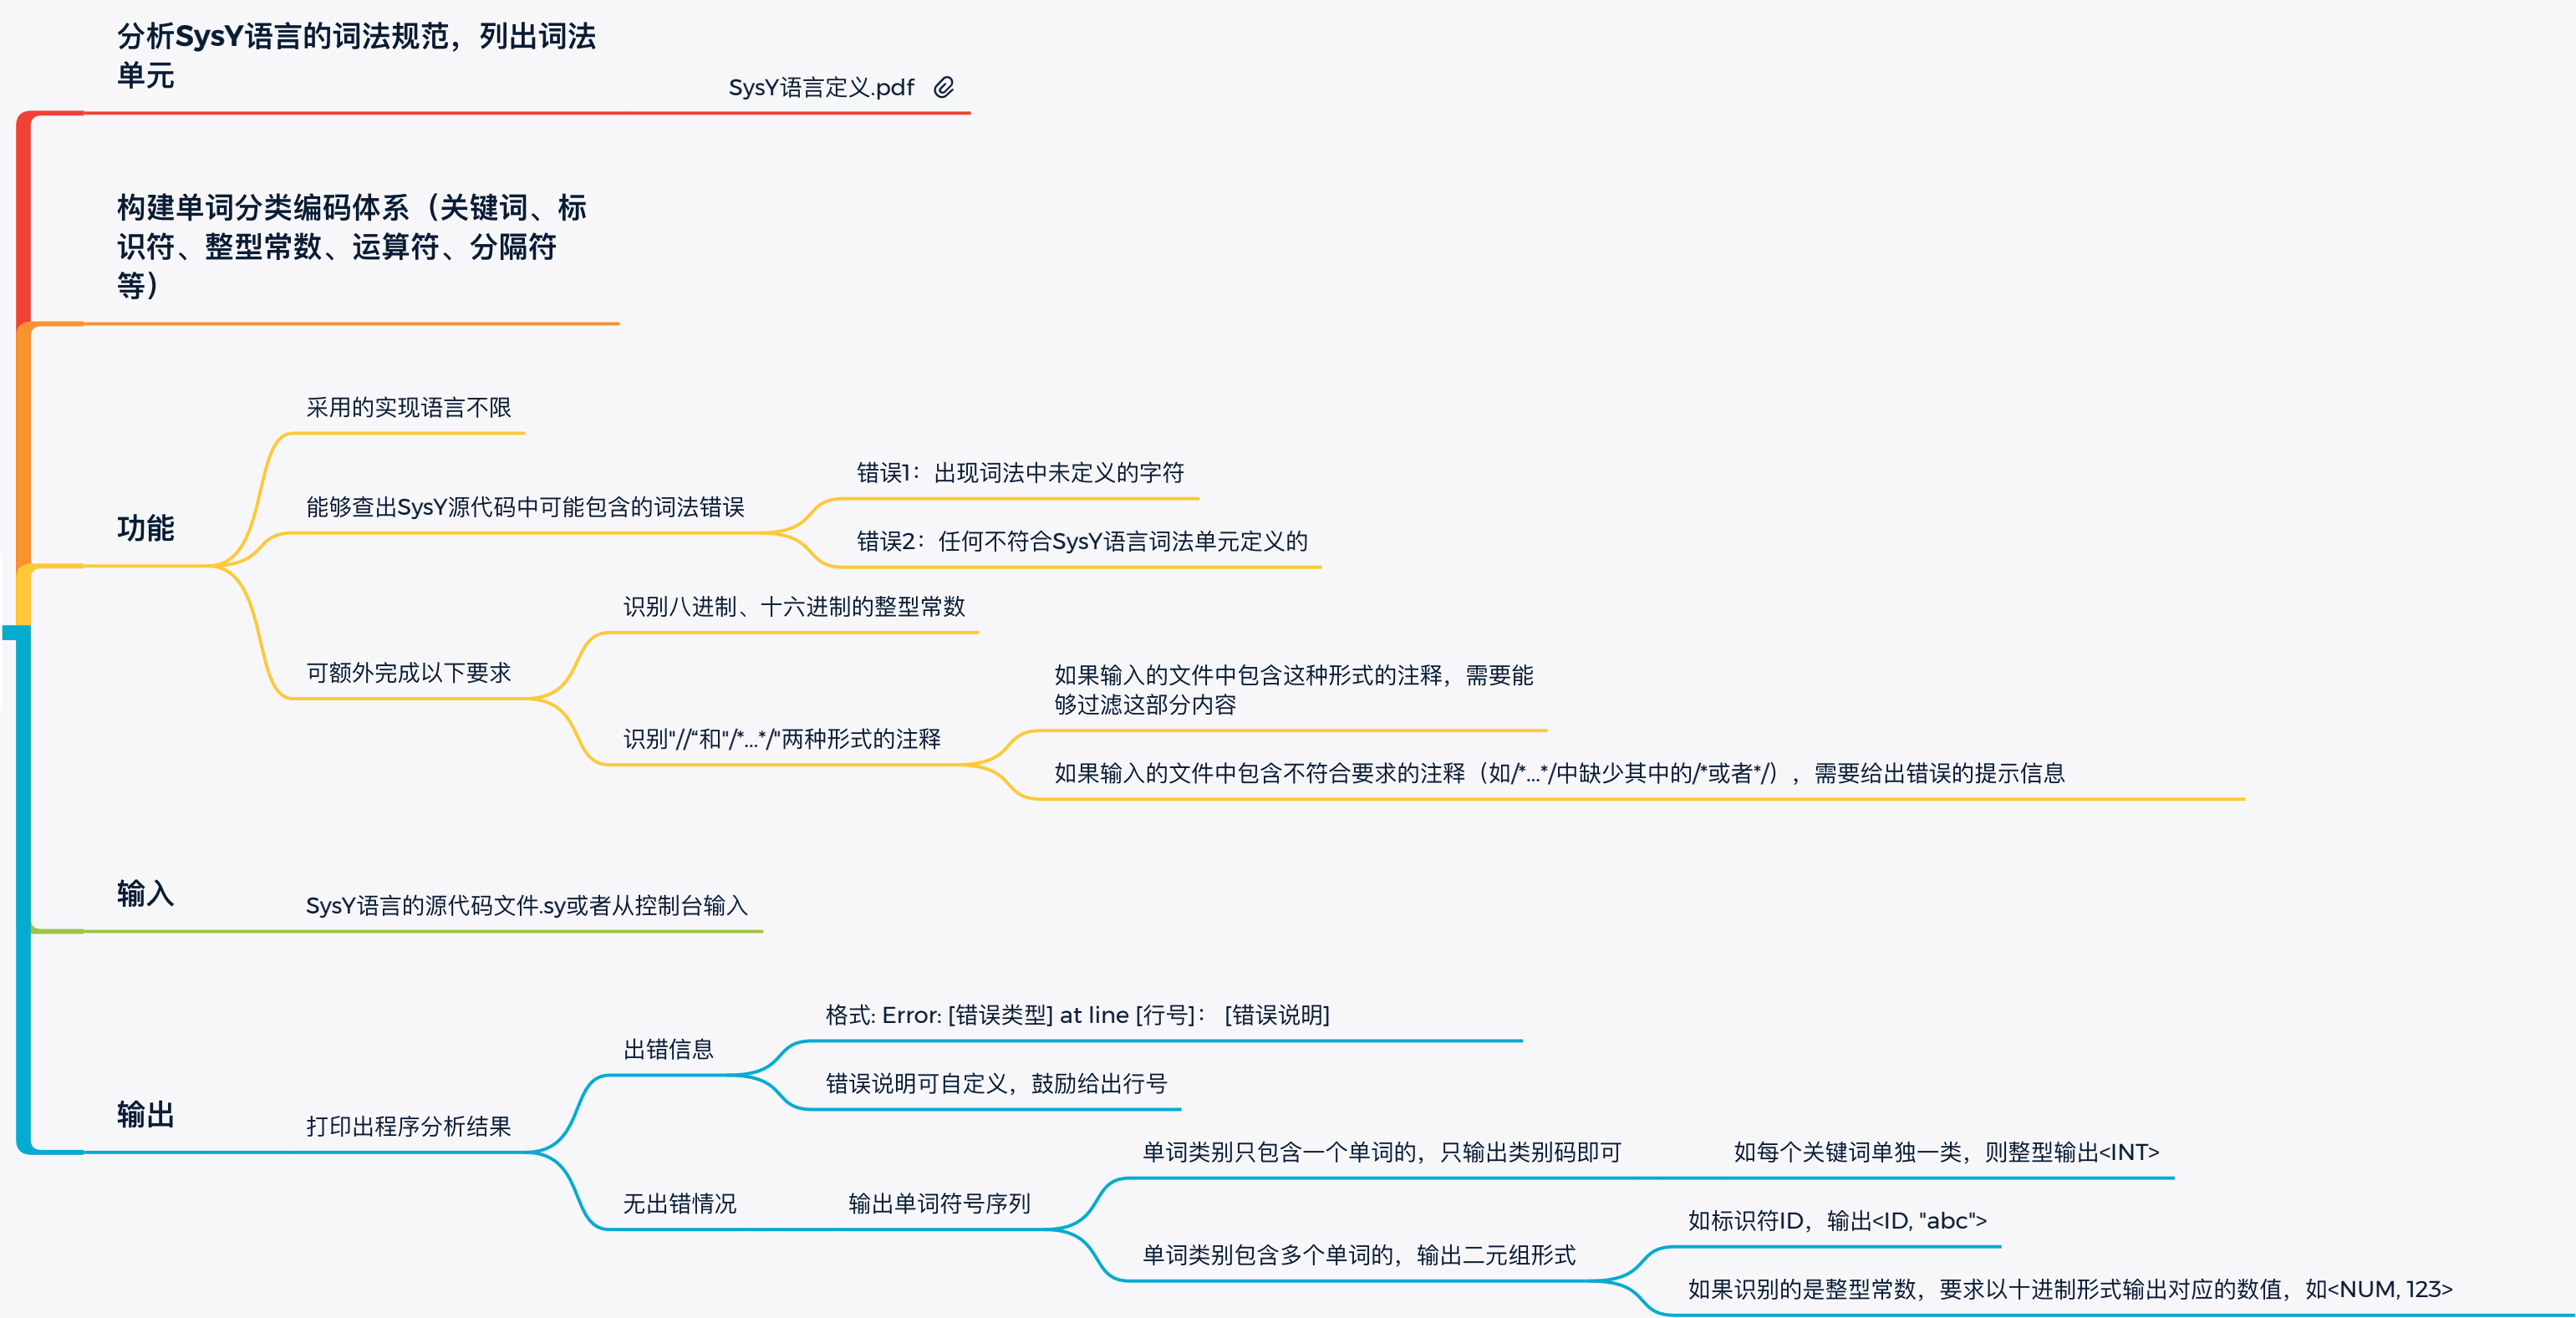 分析SysY语言的词法规范，列出词法
单元
SysY语言定义.pdf
构建单词分类编码体系（关键词、标
识符、整型常数、运算符、分隔符
等）
功能
采用的实现语言不限
能够查出SysY源代码中可能包含的词法错误
错误1：出现词法中未定义的字符
错误2：任何不符合SysY语言词法单元定义的
可额外完成以下要求
识别八进制、十六进制的整型常数
识别"//“和"/*...*/"两种形式的注释
如果输入的文件中包含这种形式的注释，需要能
够过滤这部分内容
如果输入的文件中包含不符合要求的注释（如/*...*/中缺少其中的/*或者*/），需要给出错误的提示信息
输入
SysY语言的源代码文件.sy或者从控制台输入
输出
打印出程序分析结果
出错信息
格式: Error: [错误类型] at line [行号]： [错误说明]
错误说明可自定义，鼓励给出行号
无出错情况
输出单词符号序列
单词类别只包含一个单词的，只输出类别码即可
如每个关键词单独一类，则整型输出<INT>
单词类别包含多个单词的，输出二元组形式
如标识符ID，输出<ID, "abc">
如果识别的是整型常数，要求以十进制形式输出对应的数值，如<NUM, 123>